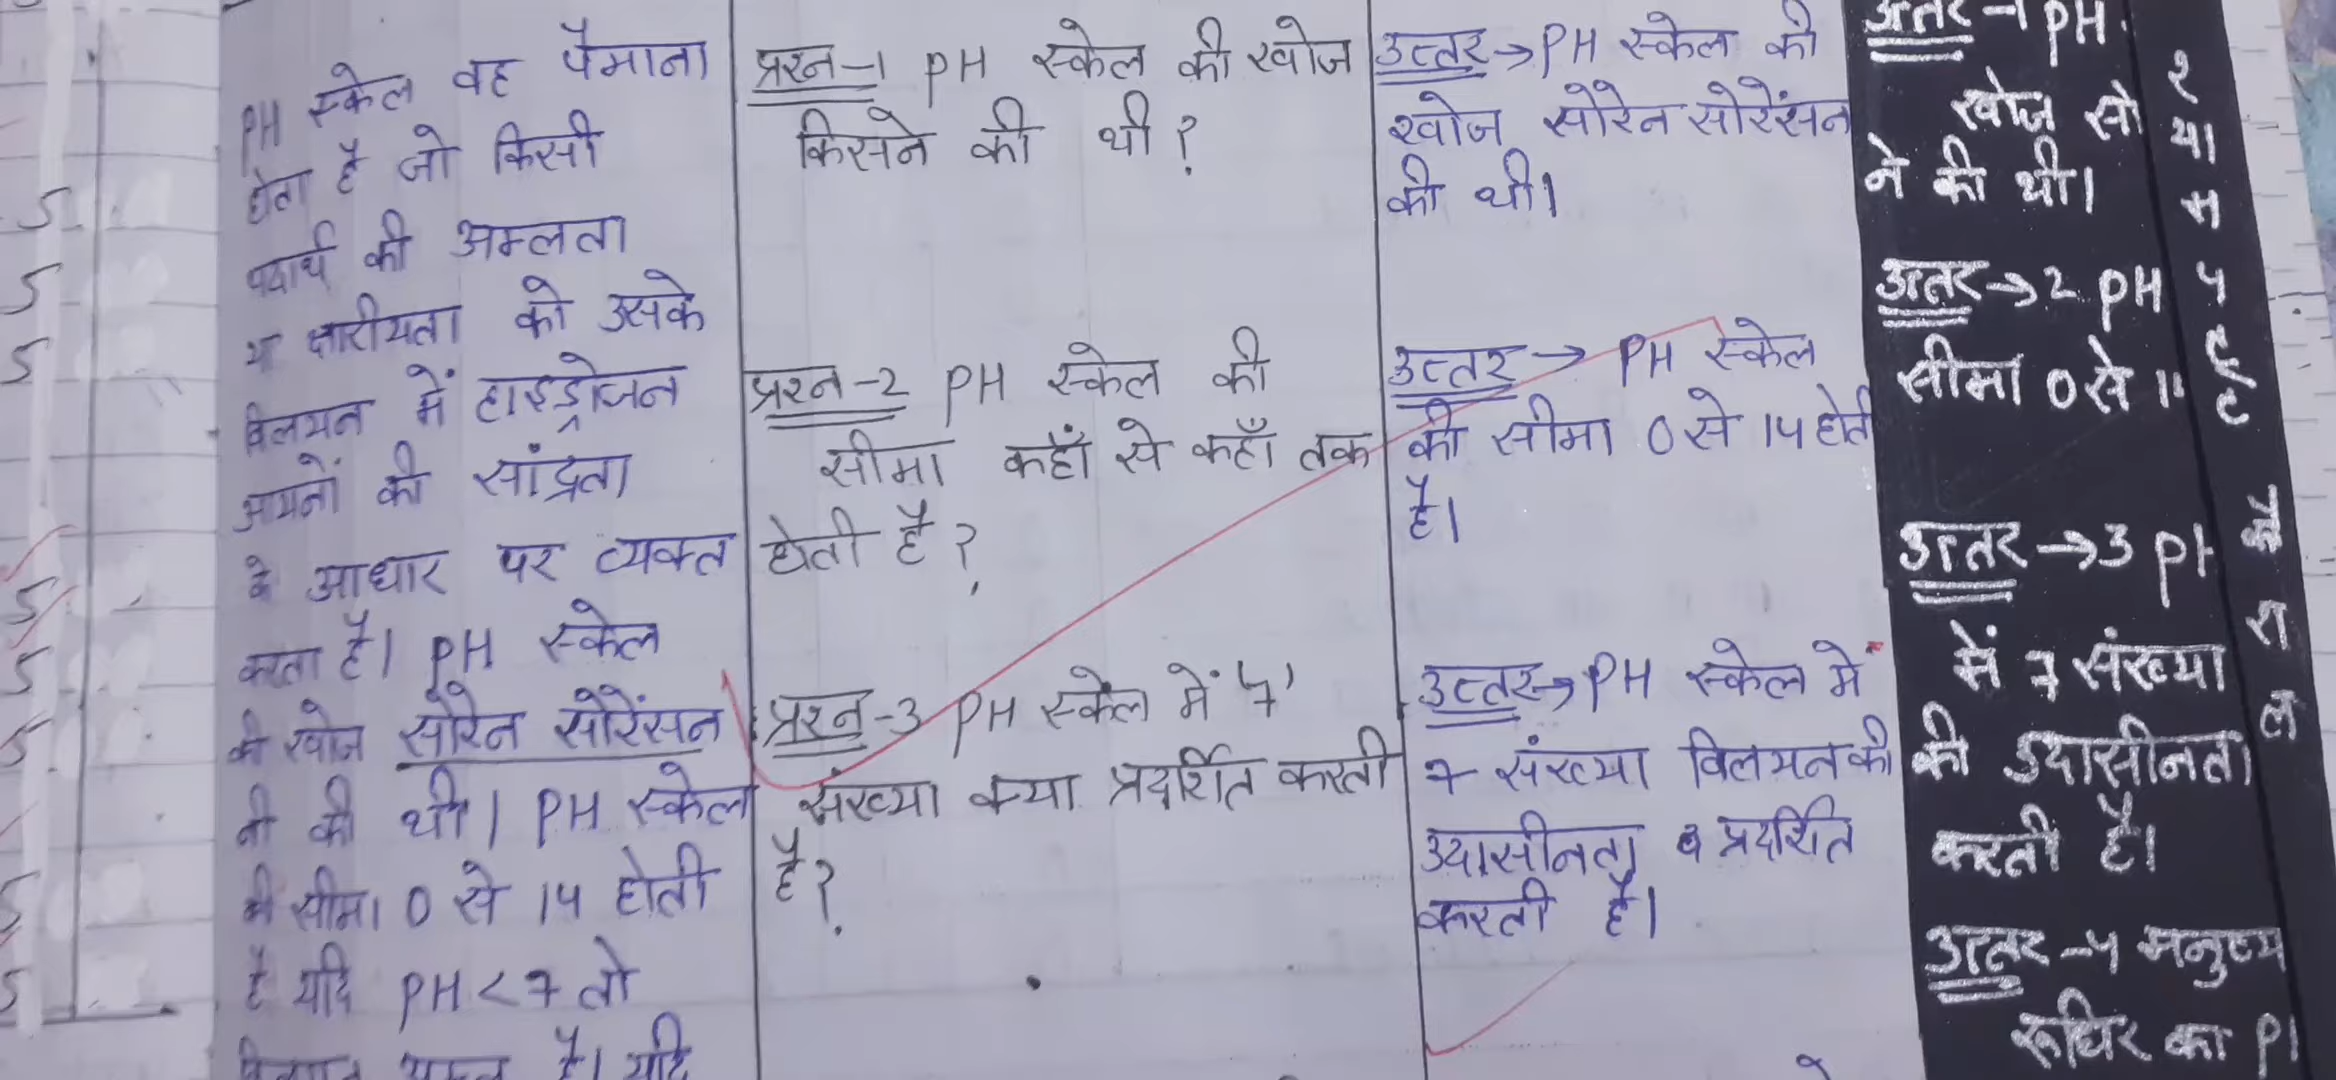 PH स्केल वह पैमाना
होता है जो किसी
पदार्थ की अम्लता
या क्षारीयता को उसके
विलयन में हाइड्रोजन
आयनों की सांद्रता
के आधार पर व्यक्त
करता है। PH स्केल
की खोज सोरेन सोरेंसन
ने की थी। PH स्केल
की सीमा 0 से 14 होती
है यदि PH < 7 तो
है। यदि
प्रश्न-1 PH स्केल की खोज
किसने की थी?
प्रश्न-2 PH स्केल की
सीमा कहाँ से कहाँ तक
होती है?
प्रश्न-3 PH स्केल में '7'
संख्या क्या प्रदर्शित करती
है?
उत्तर→PH स्केल की
खोज सोरेन सोरेंसन
की थी।
उत्तर→ PH स्केल
की सीमा 0 से 14 होती
है।
उत्तर→PH स्केल में
7 संख्या विलयन की
उदासीनता प्रदर्शित
करती है।
उत्तर-1 PH
खोज सो
ने की थी।
उत्तर→2 PH
सीमा 0 से
उत्तर→3 PH
में 7 संख्या
की उदासीनता
करती है।
उत्तर-4 मनुष्य
रूधिर का
श्
या
म
प
ट्ट
कौ
श
ल